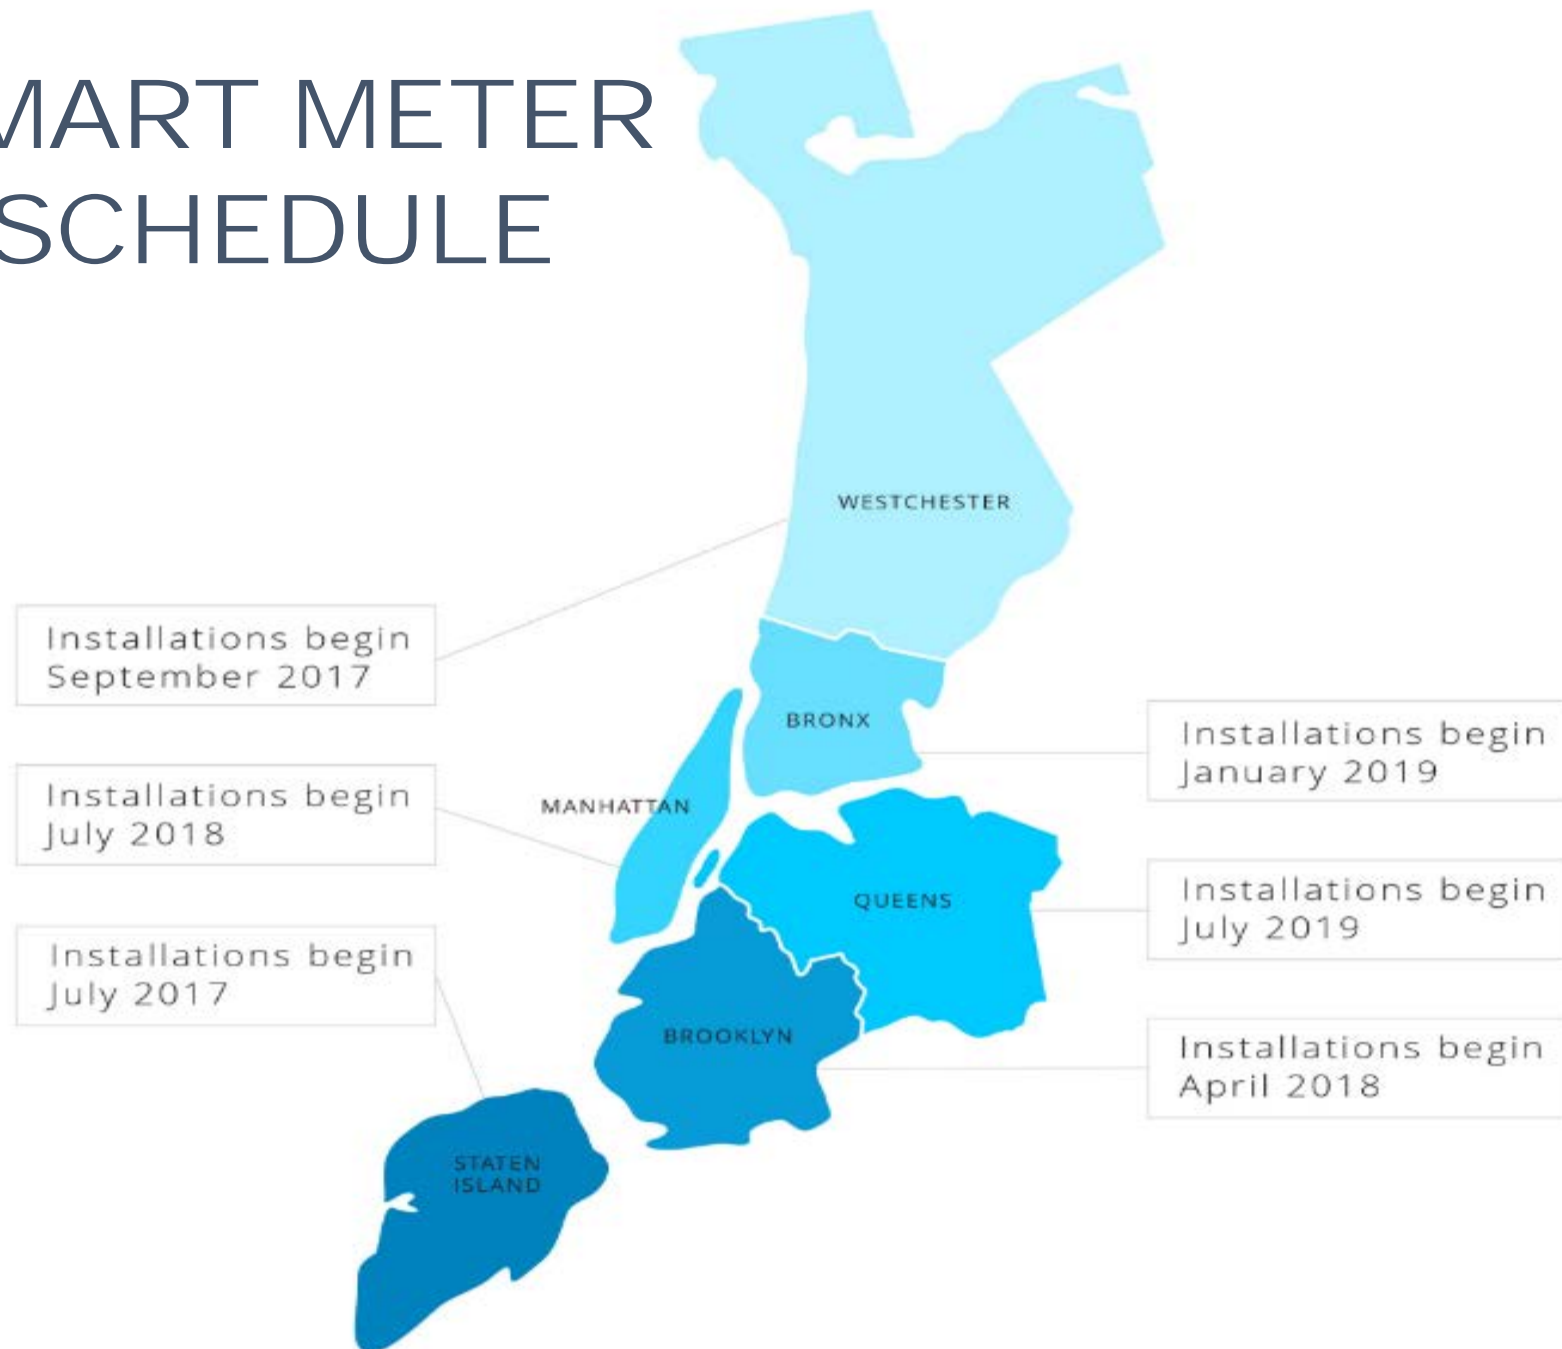 MART METER
SCHEDULE
WESTCHESTER
Installations begin
September 2017
BRONX
Installations begin
January 2019
MANHATTAN
Installations begin
July 2018
QUEENS
Installations begin
July 2019
Installations begin
July 2017
BROOKLYN
Installations begin
April 2018
STATEN
ISLAND